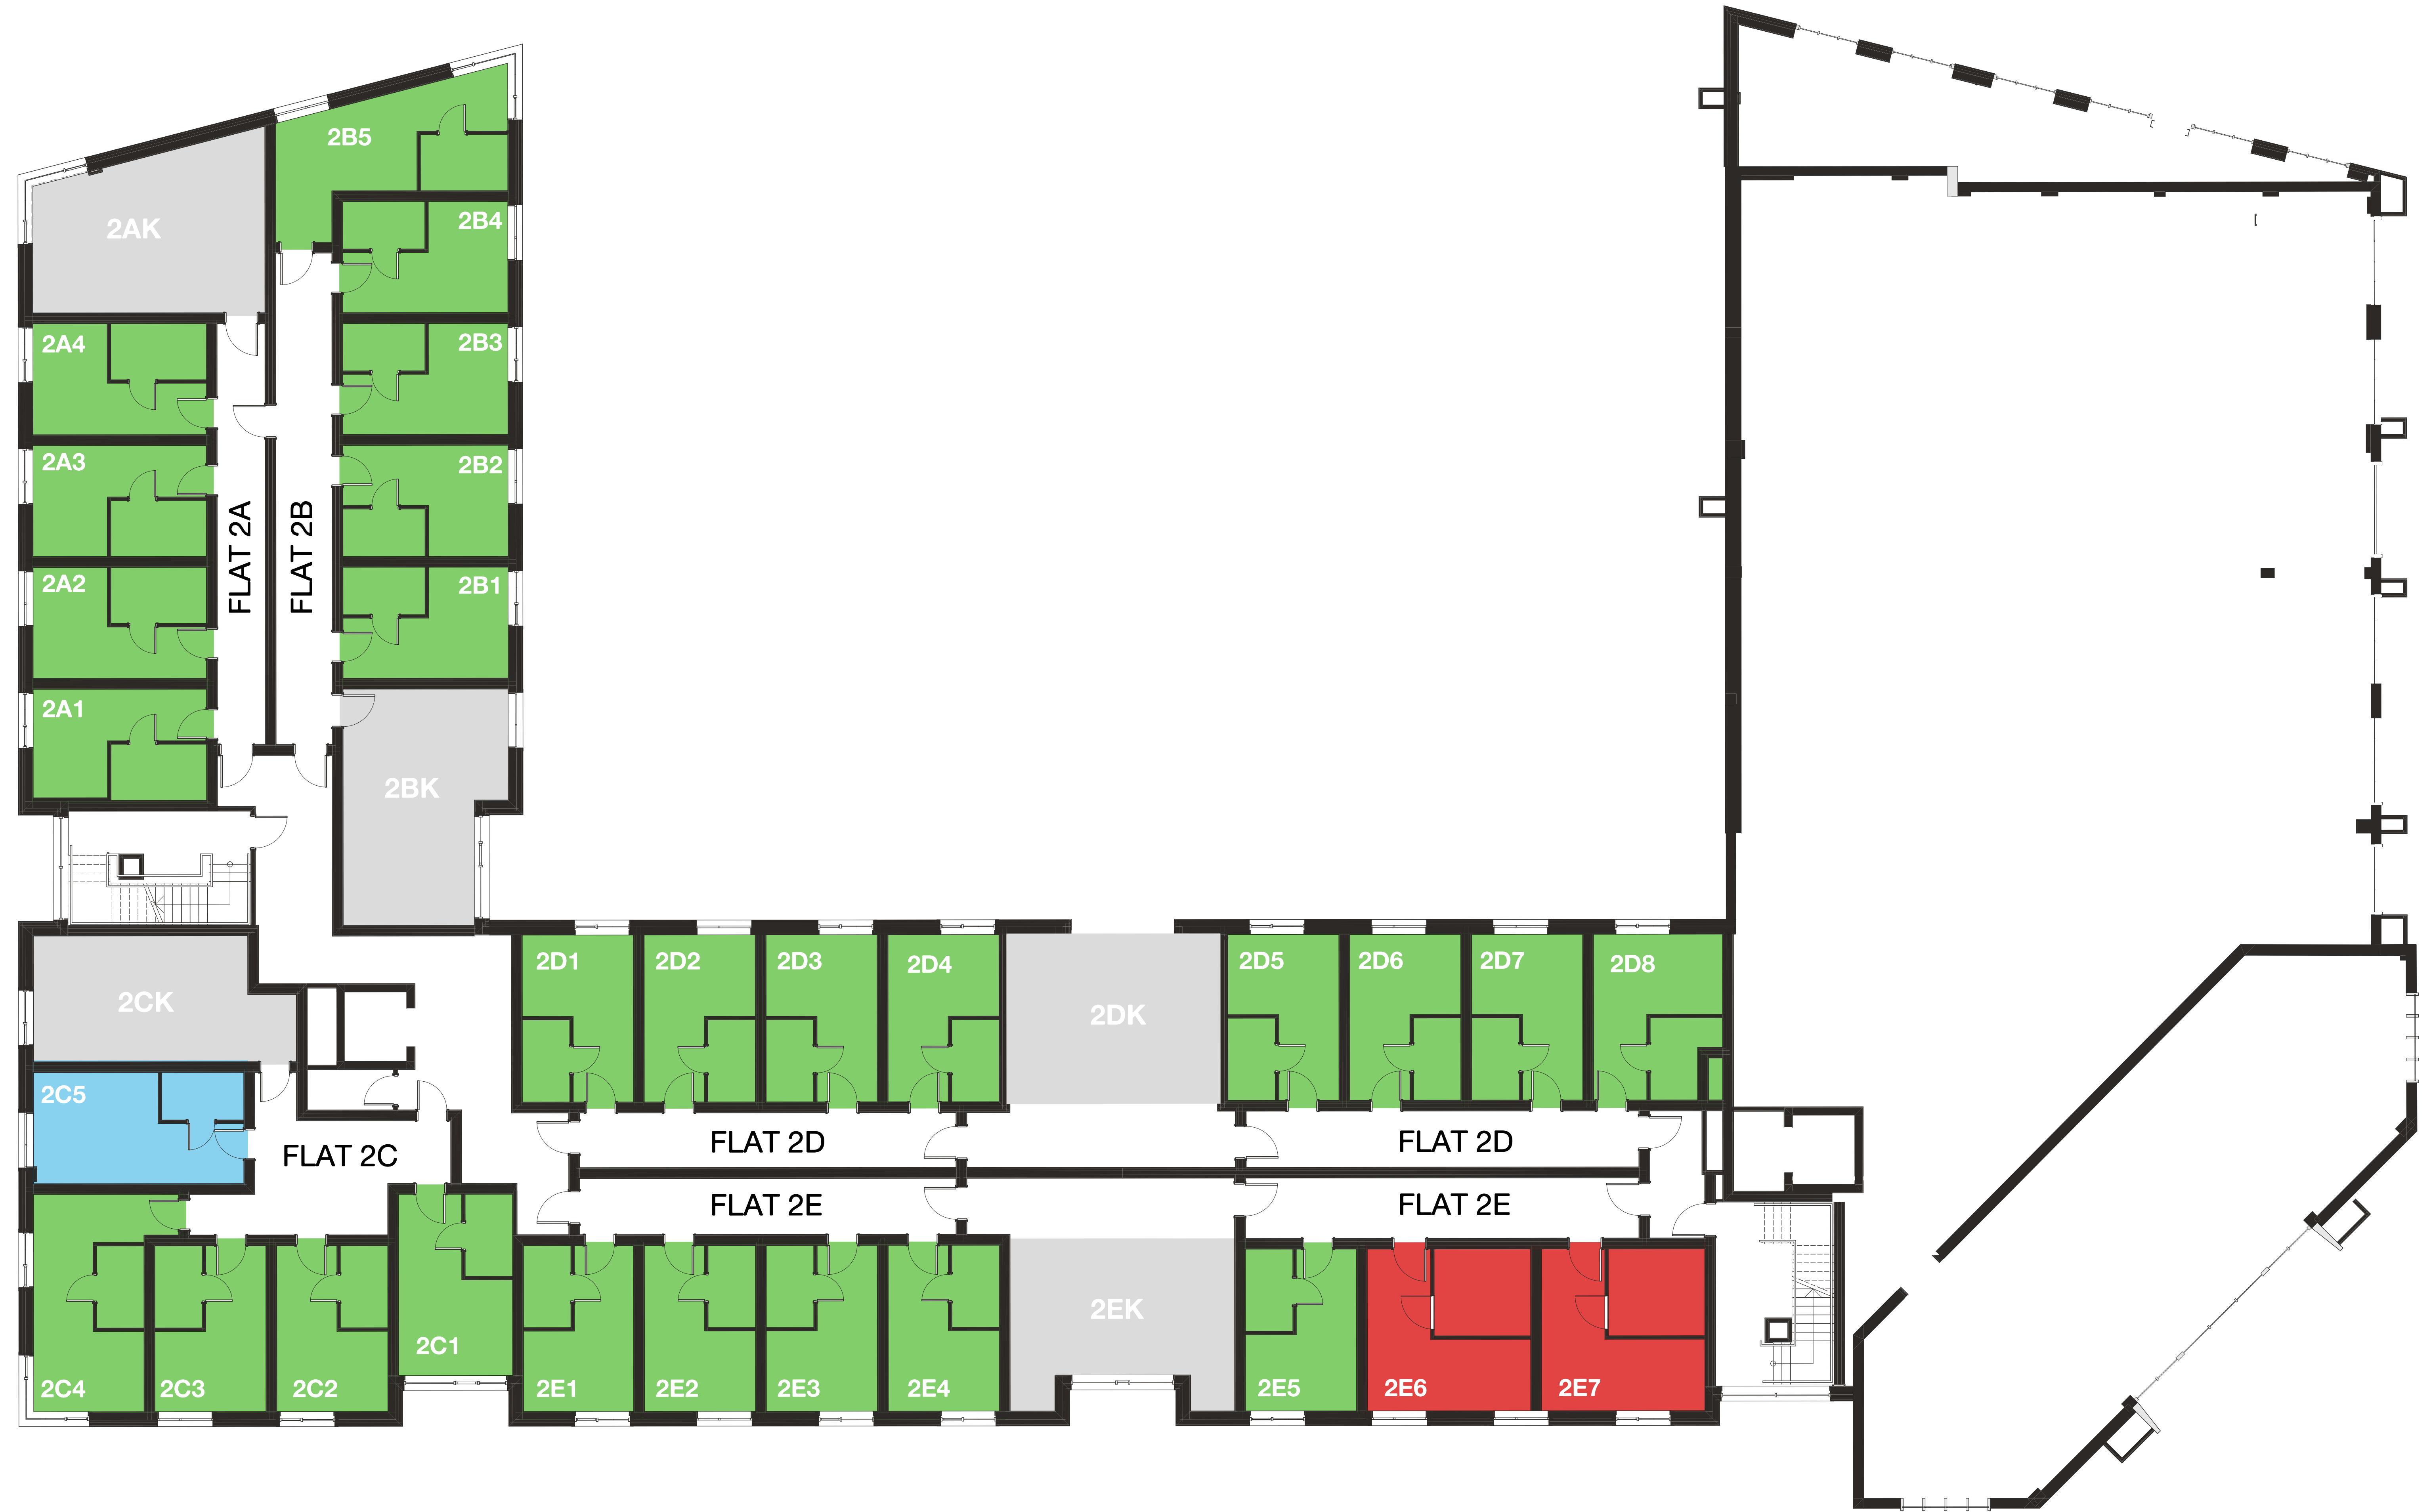 2B5
2AK
2B4
2A4
2B3
2A3
2B2
FLAT 2A
FLAT 2B
2A2
2B1
2A1
2BK
2D1
2D2
2D3
2D4
2D5
2D6
2D7
2D8
2CK
2DK
2C5
FLAT 2C
FLAT 2D
FLAT 2D
FLAT 2E
FLAT 2E
2EK
2C1
2C4
2C3
2C2
2E1
2E2
2E3
2E4
2E5
2E6
2E7